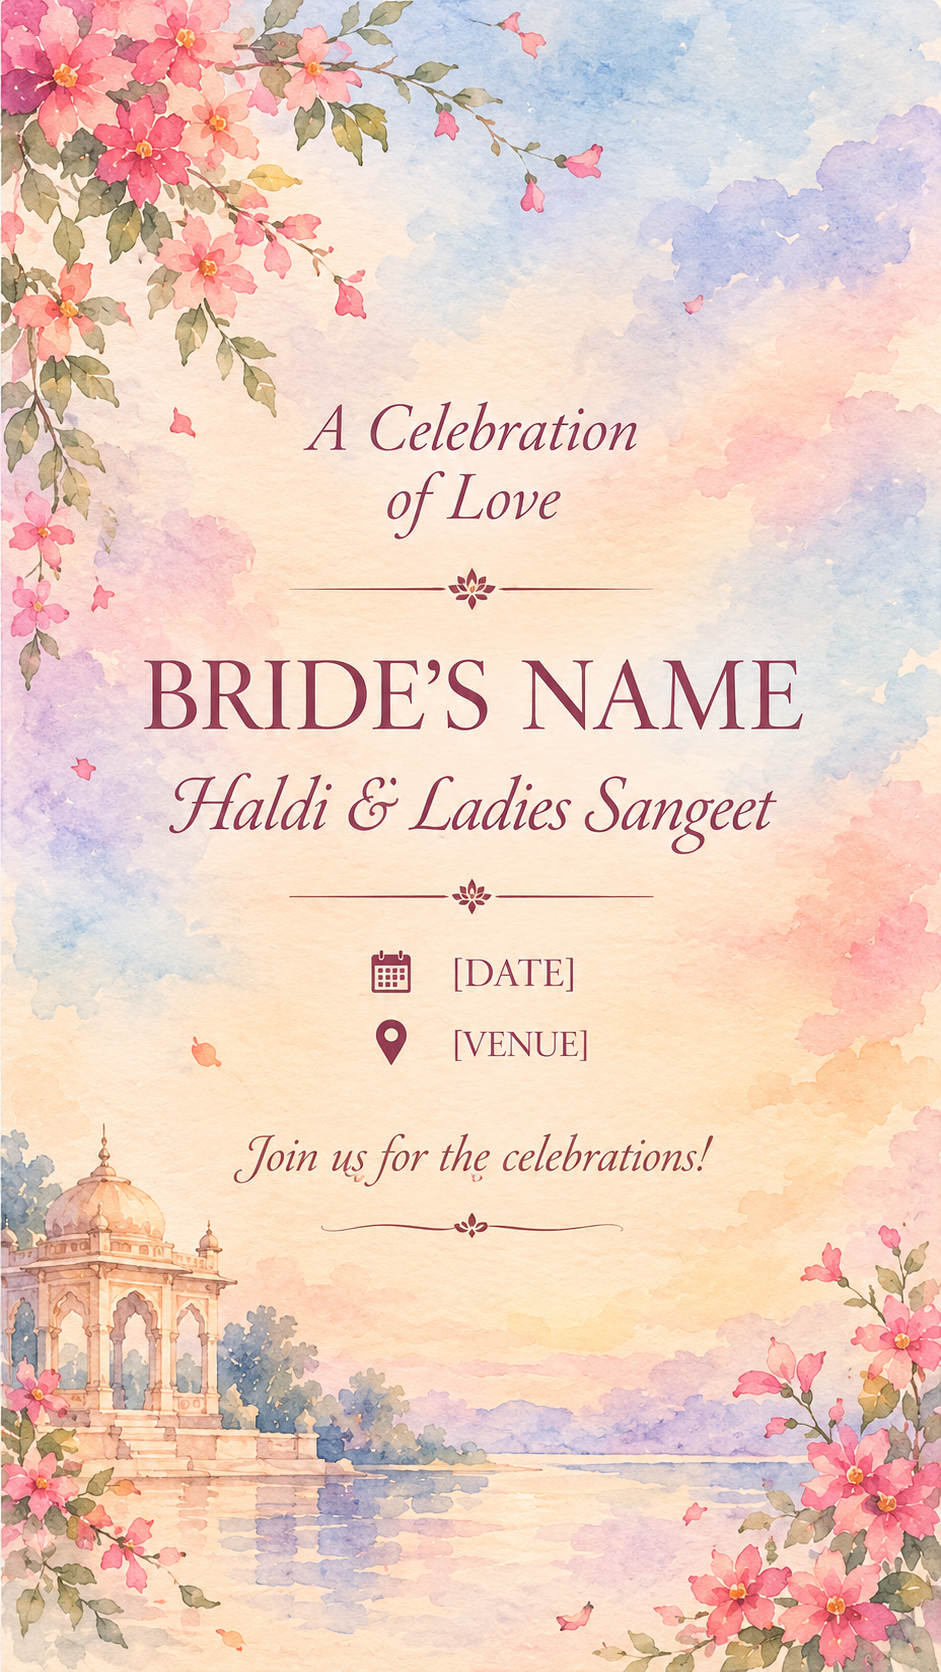 A Celebration
of Love
BRIDE’S NAME
Haldi & Ladies Sangeet
[DATE]
[VENUE]
Join us for the celebrations!